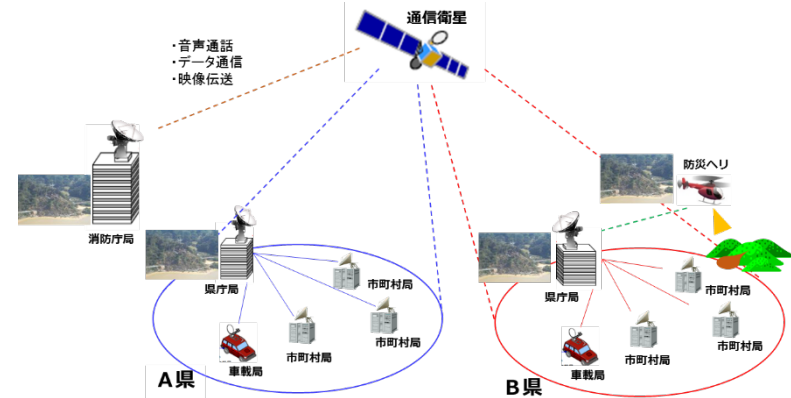 通信衛星
・音声通話
・データ通信
・映像伝送
防災ヘリ
消防庁局
県庁局
市町村局
市町村局
市町村局
車載局
A県
県庁局
市町村局
市町村局
市町村局
車載局
B県